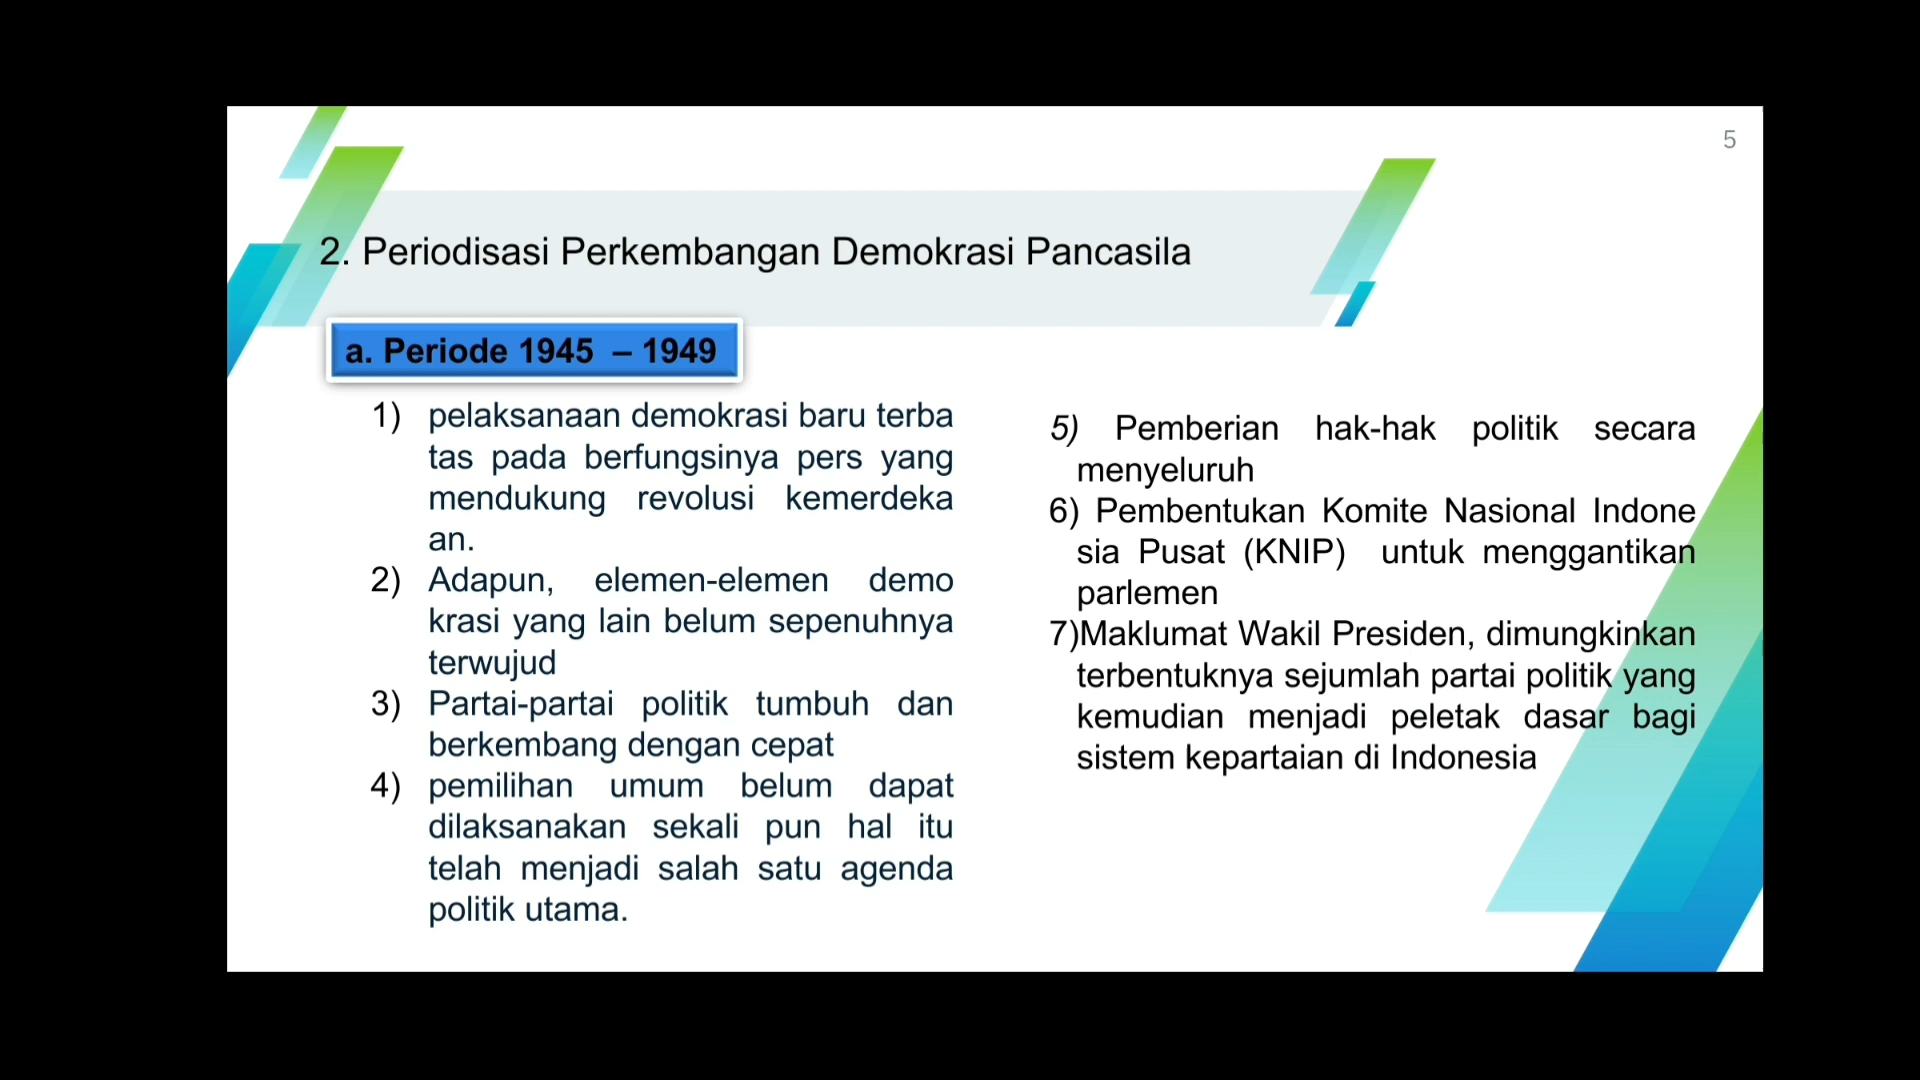 5
2. Periodisasi Perkembangan Demokrasi Pancasila
a. Periode 1945 – 1949
1) pelaksanaan demokrasi baru terba
tas pada berfungsinya pers yang
mendukung revolusi kemerdeka
an.
2) Adapun, elemen-elemen demo
krasi yang lain belum sepenuhnya
terwujud
3) Partai-partai politik tumbuh dan
berkembang dengan cepat
4) pemilihan umum belum dapat
dilaksanakan sekali pun hal itu
telah menjadi salah satu agenda
politik utama.
5) Pemberian hak-hak politik secara
menyeluruh
6) Pembentukan Komite Nasional Indone
sia Pusat (KNIP) untuk menggantikan
parlemen
7)Maklumat Wakil Presiden, dimungkinkan
terbentuknya sejumlah partai politik yang
kemudian menjadi peletak dasar bagi
sistem kepartaian di Indonesia